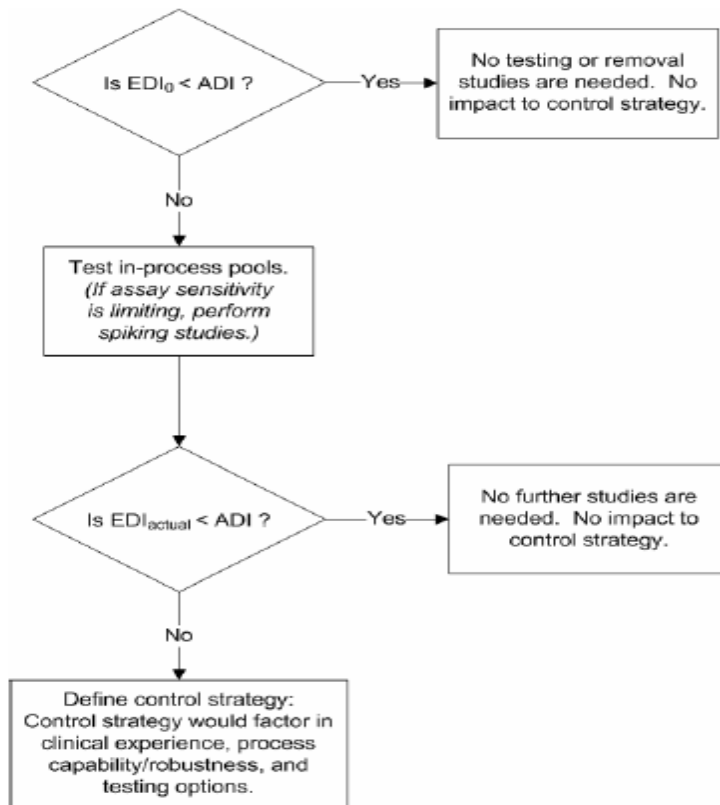 Is EDI₀ < ADI ?
Yes
No testing or removal
studies are needed. No
impact to control strategy.
No
Test in-process pools.
(If assay sensitivity
is limiting, perform
spiking studies.)
Is EDIactual < ADI ?
Yes
No further studies are
needed. No impact to
control strategy.
No
Define control strategy:
Control strategy would factor in
clinical experience, process
capability/robustness, and
testing options.